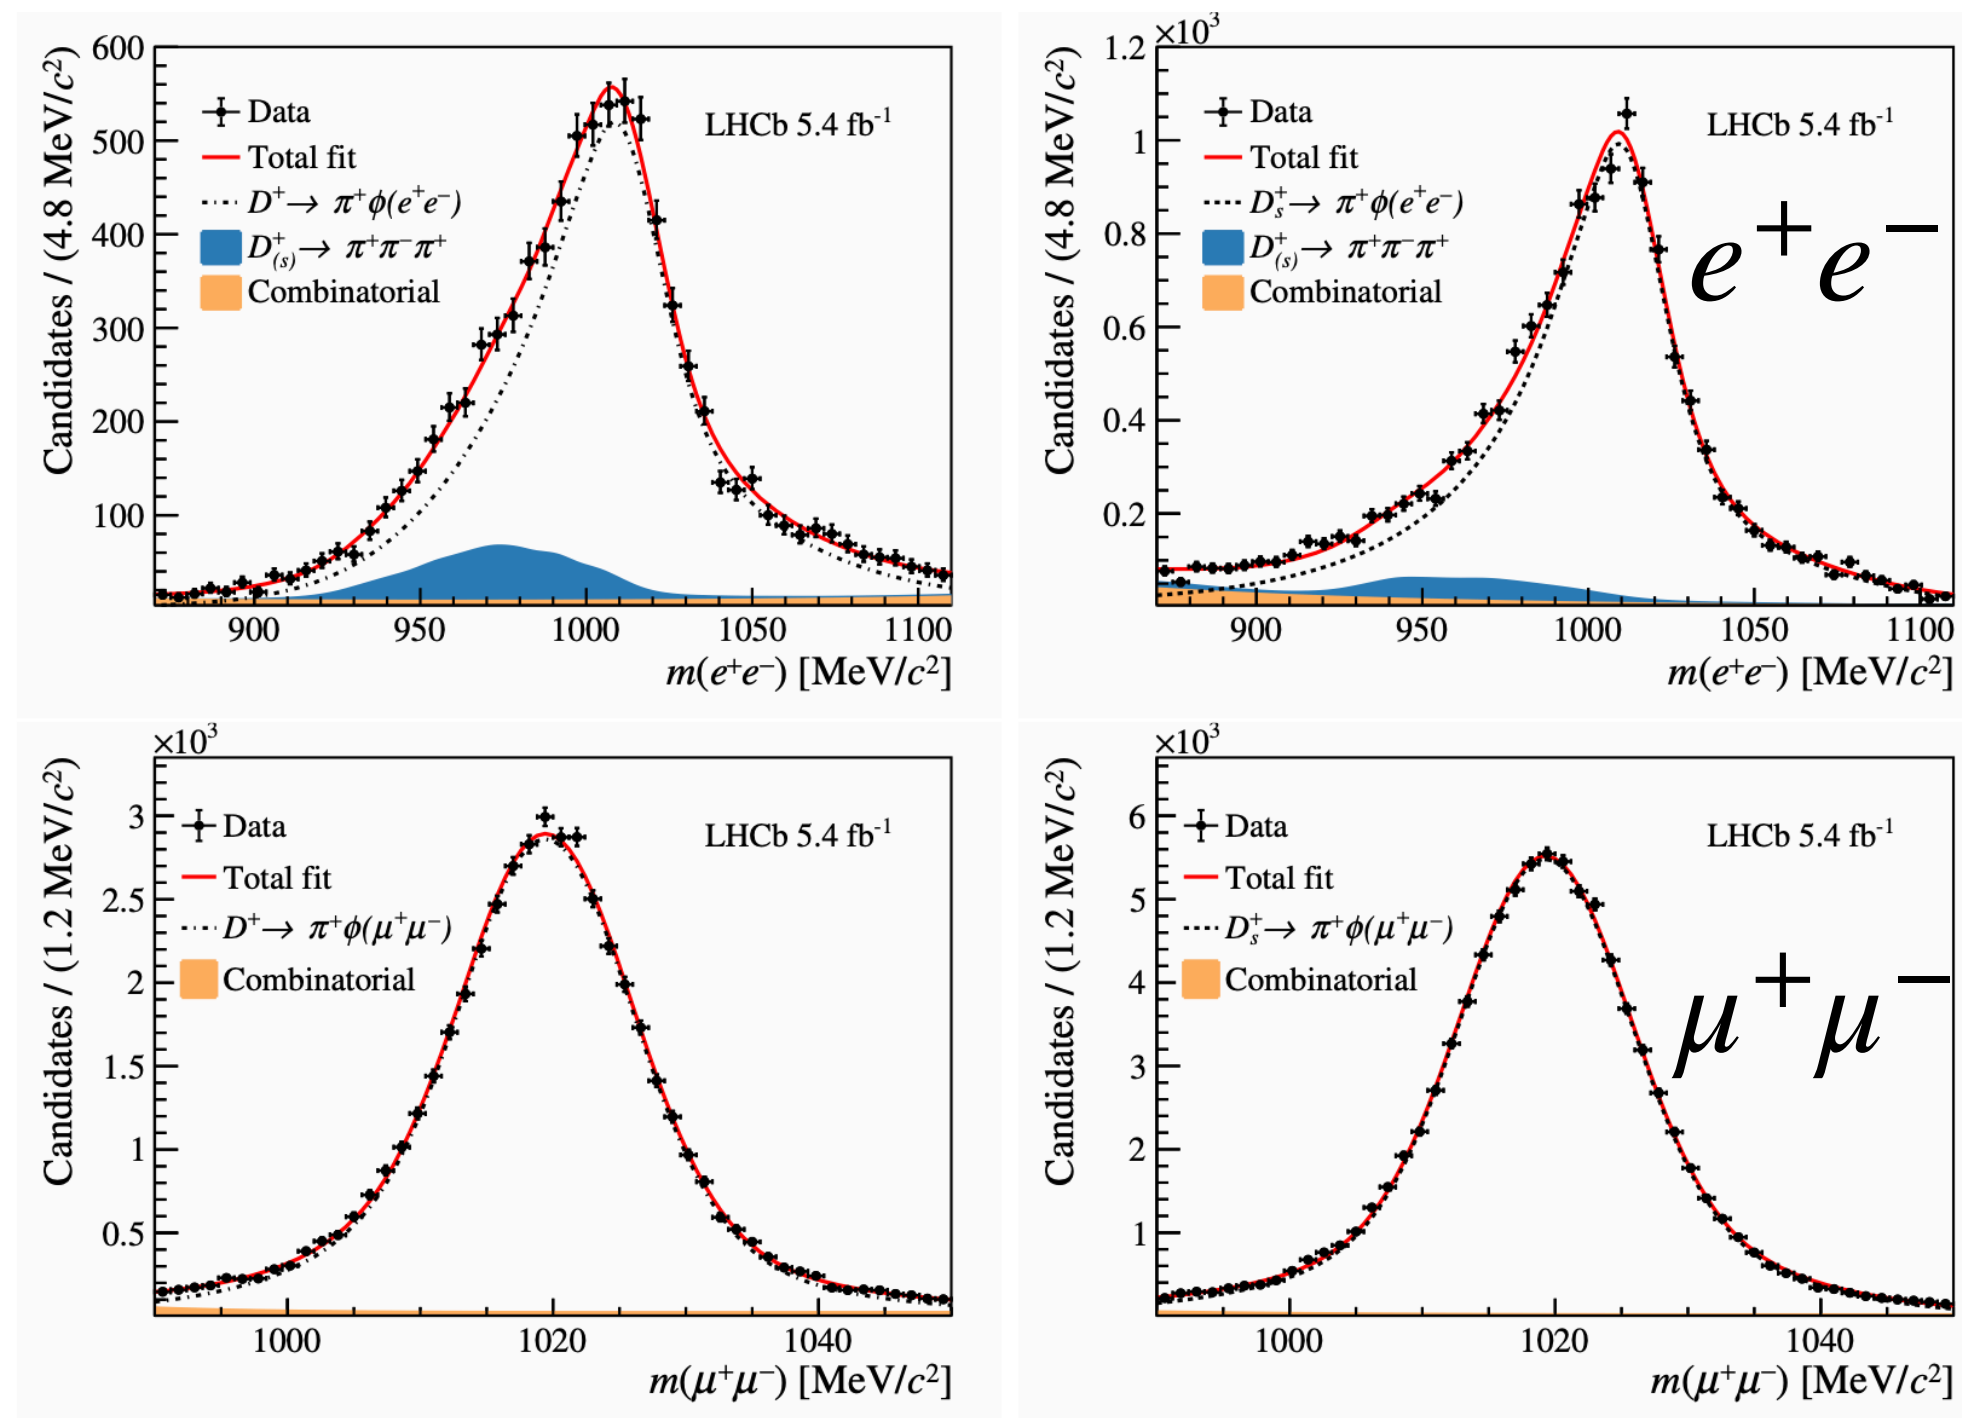 Candidates / (4.8 MeV/c²)
600
500
400
300
200
100
Data
Total fit
D⁺→ π⁺ϕ(e⁺e⁻)
D⁺₍ₛ₎→ π⁺π⁻π⁺
Combinatorial
LHCb 5.4 fb⁻¹
900 950 1000 1050 1100
m(e⁺e⁻) [MeV/c²]
×10³
Candidates / (4.8 MeV/c²)
1.2
1
0.8
0.6
0.4
0.2
Data
Total fit
Dₛ⁺→ π⁺ϕ(e⁺e⁻)
D⁺₍ₛ₎→ π⁺π⁻π⁺
Combinatorial
LHCb 5.4 fb⁻¹
e⁺e⁻
900 950 1000 1050 1100
m(e⁺e⁻) [MeV/c²]
×10³
Candidates / (1.2 MeV/c²)
3
2.5
2
1.5
1
0.5
Data
Total fit
D⁺→ π⁺ϕ(μ⁺μ⁻)
Combinatorial
LHCb 5.4 fb⁻¹
1000 1020 1040
m(μ⁺μ⁻) [MeV/c²]
×10³
Candidates / (1.2 MeV/c²)
6
5
4
3
2
1
Data
Total fit
Dₛ⁺→ π⁺ϕ(μ⁺μ⁻)
Combinatorial
LHCb 5.4 fb⁻¹
μ⁺μ⁻
1000 1020 1040
m(μ⁺μ⁻) [MeV/c²]